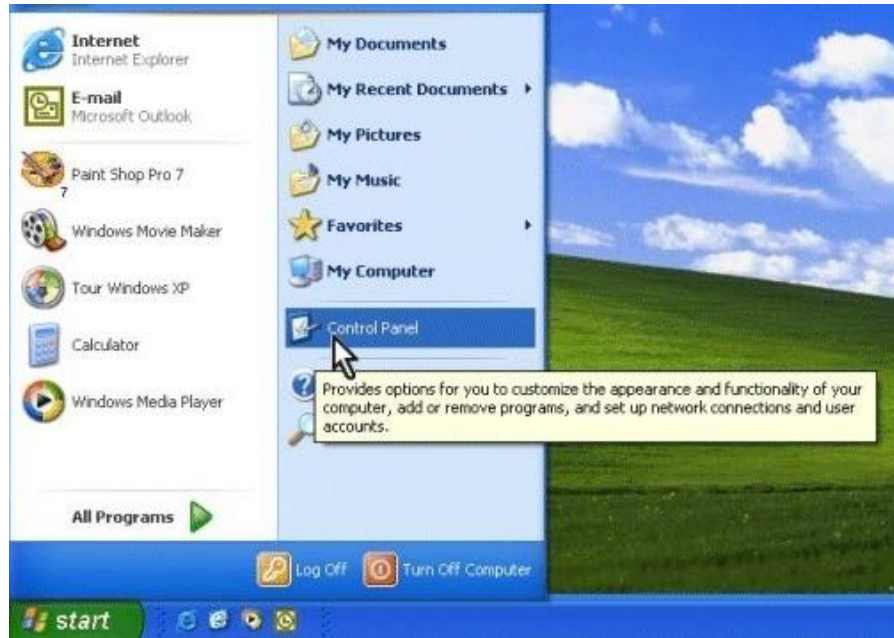 Internet
Internet Explorer
E-mail
Microsoft Outlook
Paint Shop Pro 7
7
Windows Movie Maker
Tour Windows XP
Calculator
Windows Media Player
All Programs
My Documents
My Recent Documents
My Pictures
My Music
Favorites
My Computer
Control Panel
Provides options for you to customize the appearance and functionality of your
computer, add or remove programs, and set up network connections and user
accounts.
Log Off
Turn Off Computer
start